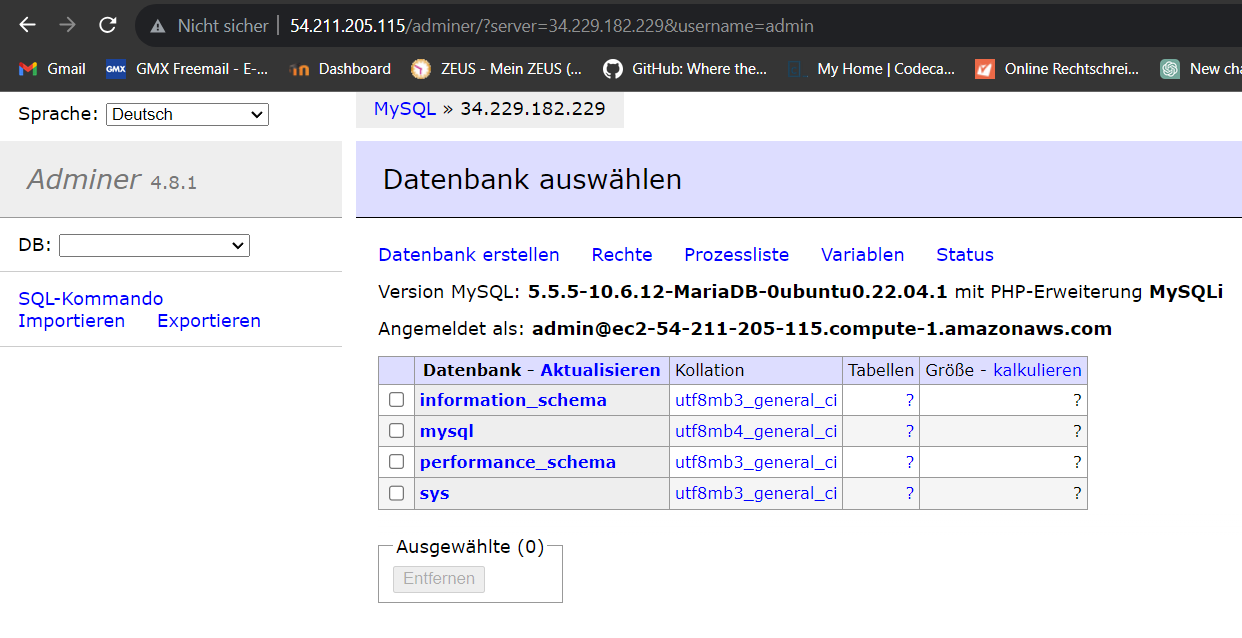 Nicht sicher 54.211.205.115/adminer/?server=34.229.182.229&username=admin
Gmail GMX GMX Freemail - E-... Dashboard ZEUS - Mein ZEUS (... GitHub: Where the... My Home | Codeca... Online Rechtschrei... New cha
Sprache: Deutsch
MySQL » 34.229.182.229
Adminer 4.8.1
Datenbank auswählen
DB:
SQL-Kommando
Importieren Exportieren
Datenbank erstellen Rechte Prozessliste Variablen Status
Version MySQL: 5.5.5-10.6.12-MariaDB-0ubuntu0.22.04.1 mit PHP-Erweiterung MySQLi
Angemeldet als: admin@ec2-54-211-205-115.compute-1.amazonaws.com
Datenbank - Aktualisieren Kollation Tabellen Größe - kalkulieren
information_schema utf8mb3_general_ci ? ?
mysql utf8mb4_general_ci ? ?
performance_schema utf8mb3_general_ci ? ?
sys utf8mb3_general_ci ? ?
Ausgewählte (0)
Entfernen